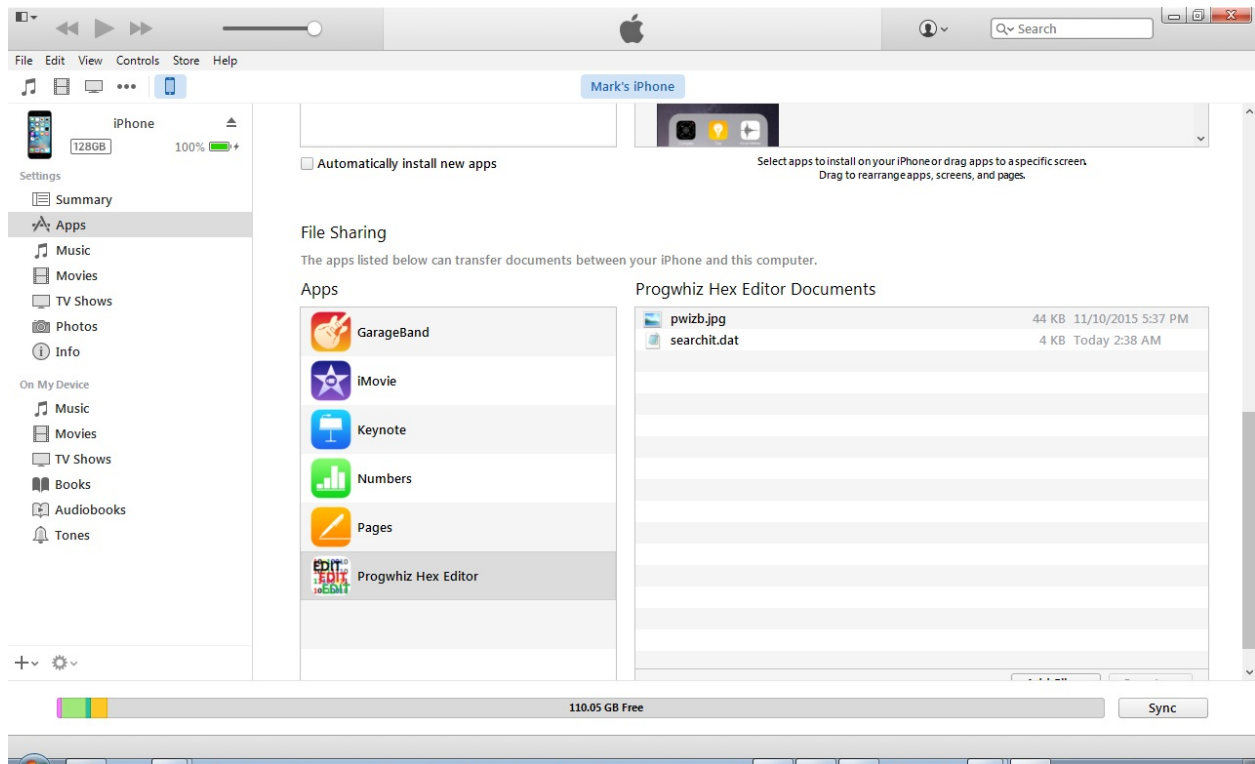 Search
File Edit View Controls Store Help
Mark's iPhone
iPhone
128GB 100%
Settings
Summary
Apps
Music
Movies
TV Shows
Photos
Info
On My Device
Music
Movies
TV Shows
Books
Audiobooks
Tones
Automatically install new apps
Select apps to install on your iPhone or drag apps to a specific screen.
Drag to rearrange apps, screens, and pages.
File Sharing
The apps listed below can transfer documents between your iPhone and this computer.
Apps
GarageBand
iMovie
Keynote
Numbers
Pages
EDIT
EDIT
EDIT
Progwhiz Hex Editor
Progwhiz Hex Editor Documents
pwizb.jpg 44 KB 11/10/2015 5:37 PM
searchit.dat 4 KB Today 2:38 AM
110.05 GB Free
Sync